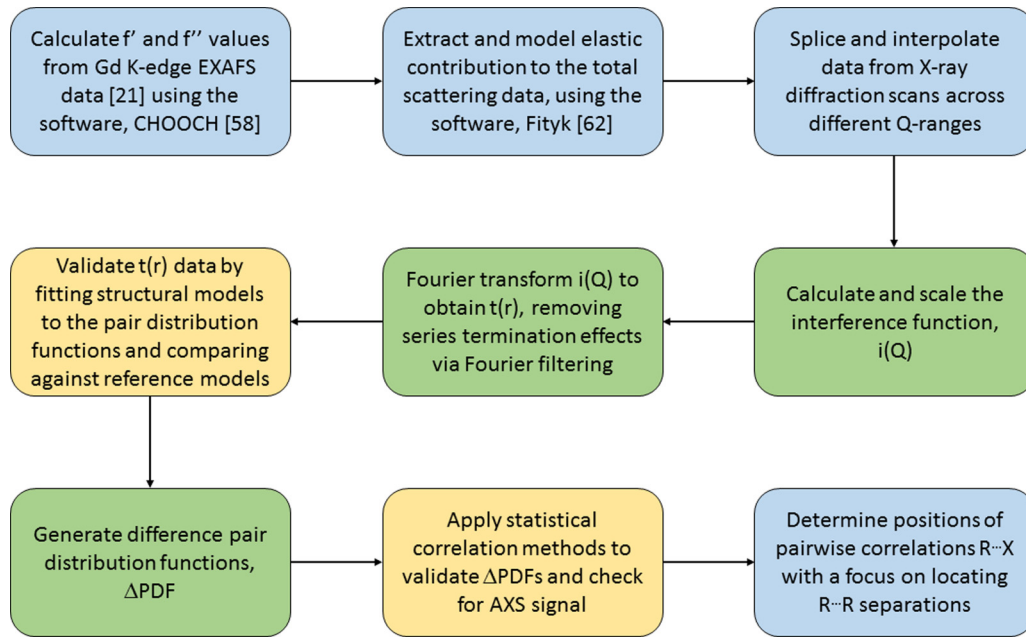 Calculate f' and f'' values
from Gd K-edge EXAFS
data [21] using the
software, CHOOCH [58]
Extract and model elastic
contribution to the total
scattering data, using the
software, Fityk [62]
Splice and interpolate
data from X-ray
diffraction scans across
different Q-ranges
Calculate and scale the
interference function,
i(Q)
Fourier transform i(Q) to
obtain t(r), removing
series termination effects
via Fourier filtering
Validate t(r) data by
fitting structural models
to the pair distribution
functions and comparing
against reference models
Generate difference pair
distribution functions,
ΔPDF
Apply statistical
correlation methods to
validate ΔPDFs and check
for AXS signal
Determine positions of
pairwise correlations R···X
with a focus on locating
R···R separations